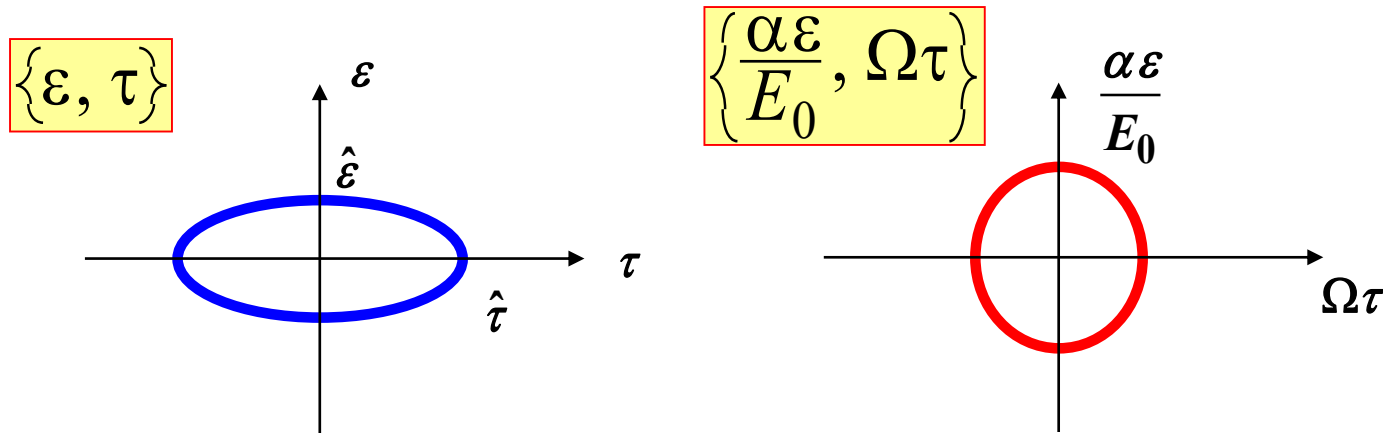 {ε, τ}
ε
ε̂
τ
τ̂
{αε/E₀, Ωτ}
αε
E₀
Ωτ